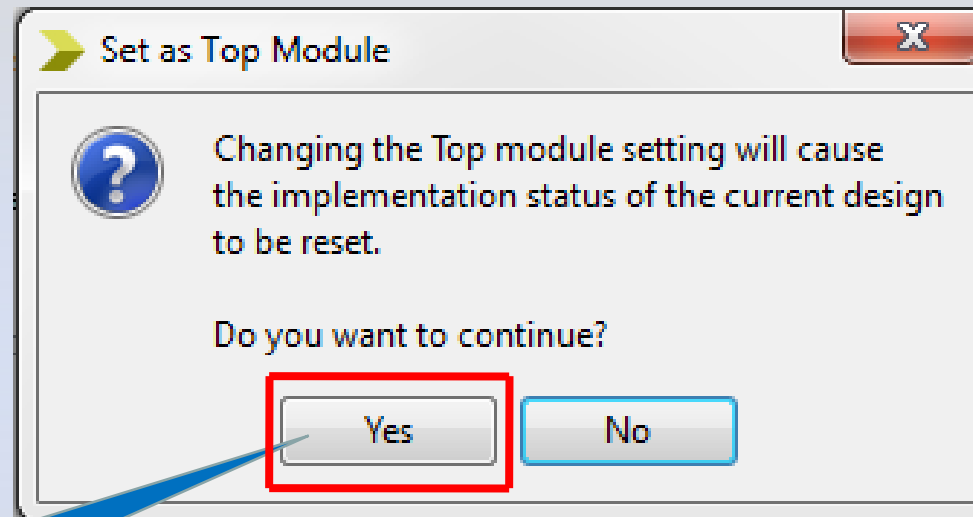 Set as Top Module
Changing the Top module setting will cause
the implementation status of the current design
to be reset.
Do you want to continue?
Yes
No